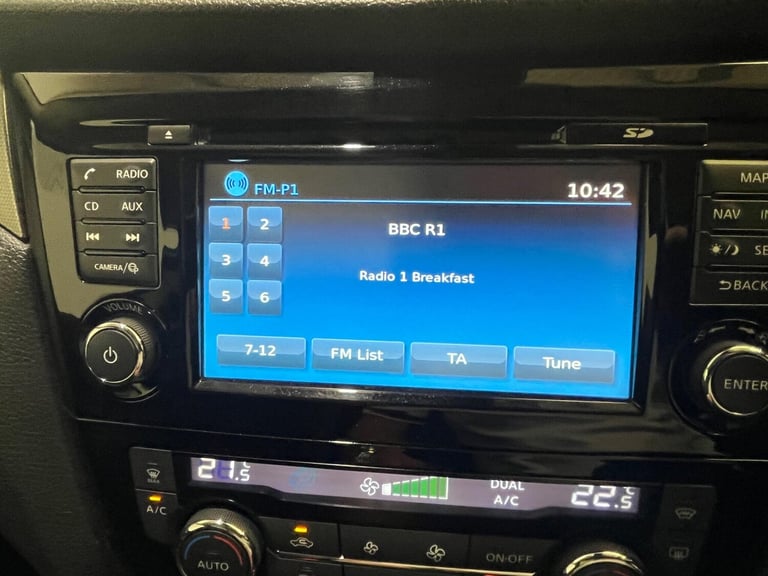 SD
RADIO
CD AUX
CAMERA/
VOLUME
FM-P1 10:42
1 2
BBC R1
3 4
Radio 1 Breakfast
5 6
7-12 FM List TA Tune
MAP
NAV
BACK
ENTER
MAX
A/C
21.5°C
DUAL
A/C
22.5°C
AUTO
ON·OFF